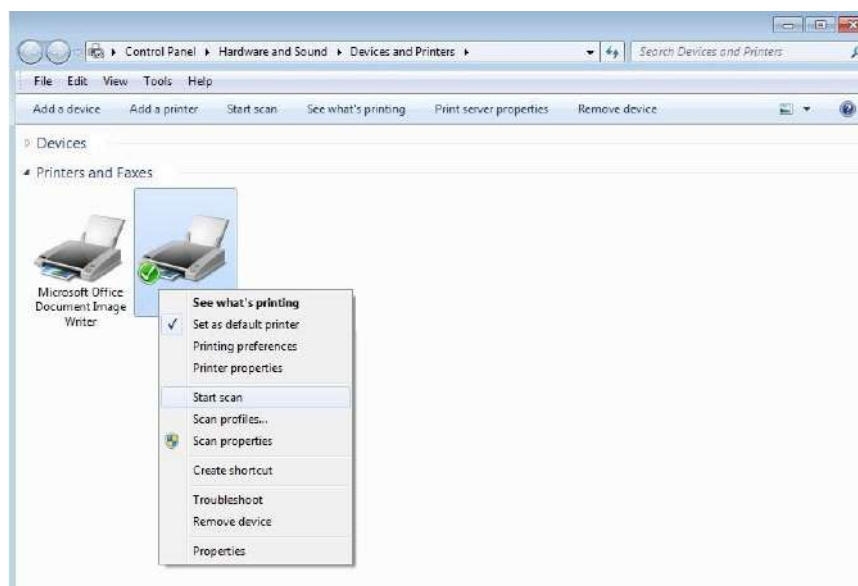 Control Panel Hardware and Sound Devices and Printers Search Devices and Printers
File Edit View Tools Help
Add a device Add a printer Start scan See what's printing Print server properties Remove device
Devices
Printers and Faxes
Microsoft Office
Document Image
Writer
See what's printing
Set as default printer
Printing preferences
Printer properties
Start scan
Scan profiles...
Scan properties
Create shortcut
Troubleshoot
Remove device
Properties